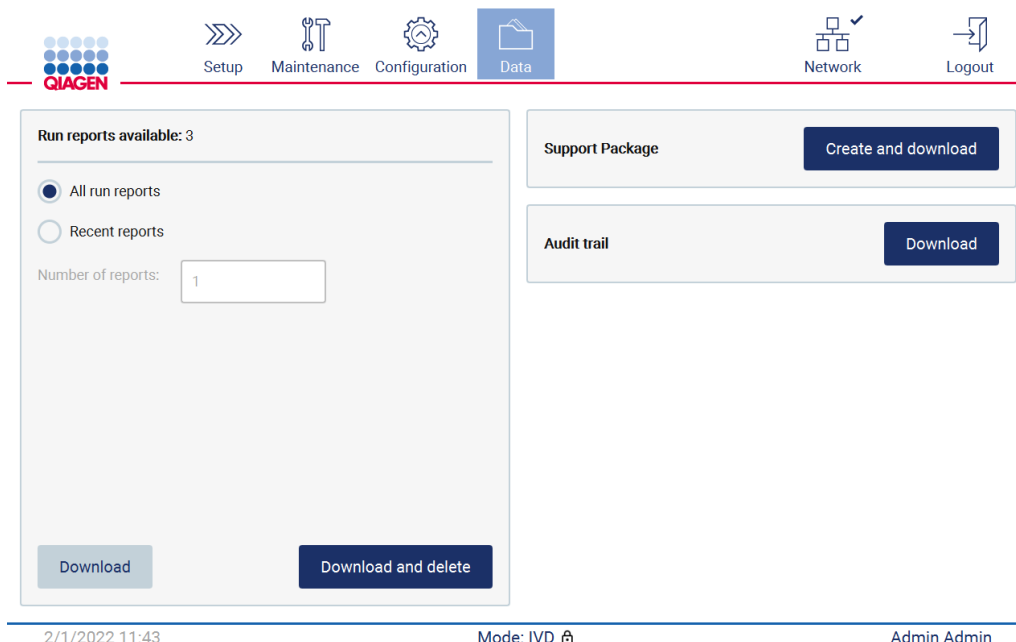 QIAGEN
Setup
Maintenance
Configuration
Data
Network
Logout
Run reports available: 3
All run reports
Recent reports
Number of reports:
1
Download
Download and delete
Support Package
Create and download
Audit trail
Download
2/1/2022 11:43
Mode: IVD
Admin Admin